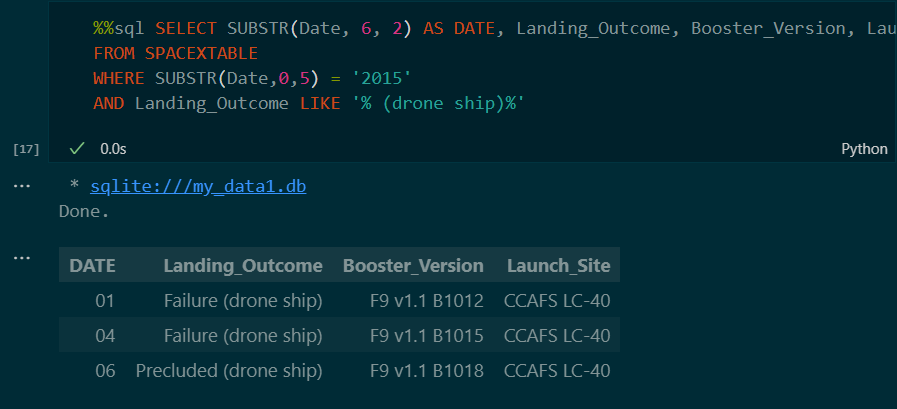 %%sql SELECT SUBSTR(Date, 6, 2) AS DATE, Landing_Outcome, Booster_Version, Lau
FROM SPACEXTABLE
WHERE SUBSTR(Date,0,5) = '2015'
AND Landing_Outcome LIKE '% (drone ship)%'
[17] ✓ 0.0s Python
... * sqlite:///my_data1.db
Done.
...
DATE Landing_Outcome Booster_Version Launch_Site
01 Failure (drone ship) F9 v1.1 B1012 CCAFS LC-40
04 Failure (drone ship) F9 v1.1 B1015 CCAFS LC-40
06 Precluded (drone ship) F9 v1.1 B1018 CCAFS LC-40